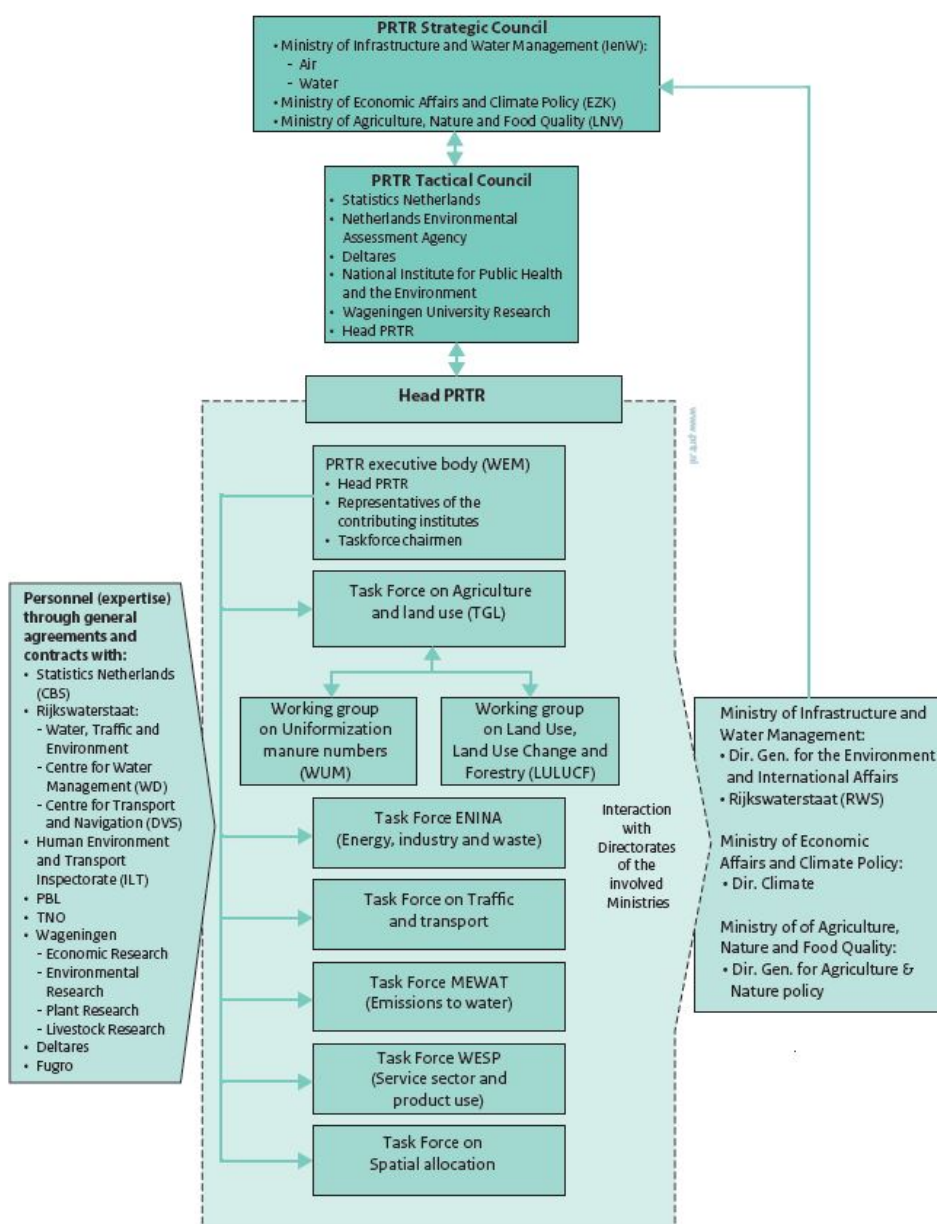 PRTR Strategic Council
• Ministry of Infrastructure and Water Management (IenW):
- Air
- Water
• Ministry of Economic Affairs and Climate Policy (EZK)
• Ministry of Agriculture, Nature and Food Quality (LNV)
PRTR Tactical Council
• Statistics Netherlands
• Netherlands Environmental
Assessment Agency
• Deltares
• National Institute for Public Health
and the Environment
• Wageningen University Research
• Head PRTR
Head PRTR
www.prtr.nl
PRTR executive body (WEM)
• Head PRTR
• Representatives of the
contributing institutes
• Taskforce chairmen
Task Force on Agriculture
and land use (TGL)
Working group
on Uniformization
manure numbers
(WUM)
Working group
on Land Use,
Land Use Change and
Forestry (LULUCF)
Task Force ENINA
(Energy, industry and waste)
Task Force on Traffic
and transport
Task Force MEWAT
(Emissions to water)
Task Force WESP
(Service sector and
product use)
Task Force on
Spatial allocation
Personnel (expertise)
through general
agreements and
contracts with:
• Statistics Netherlands
(CBS)
• Rijkswaterstaat:
- Water, Traffic and
Environment
- Centre for Water
Management (WD)
- Centre for Transport
and Navigation (DVS)
• Human Environment
and Transport
Inspectorate (ILT)
• PBL
• TNO
• Wageningen
- Economic Research
- Environmental
Research
- Plant Research
- Livestock Research
• Deltares
• Fugro
Interaction
with
Directorates
of the
involved
Ministries
Ministry of Infrastructure and
Water Management:
• Dir. Gen. for the Environment
and International Affairs
• Rijkswaterstaat (RWS)
Ministry of Economic
Affairs and Climate Policy:
• Dir. Climate
Ministry of of Agriculture,
Nature and Food Quality:
• Dir. Gen. for Agriculture &
Nature policy